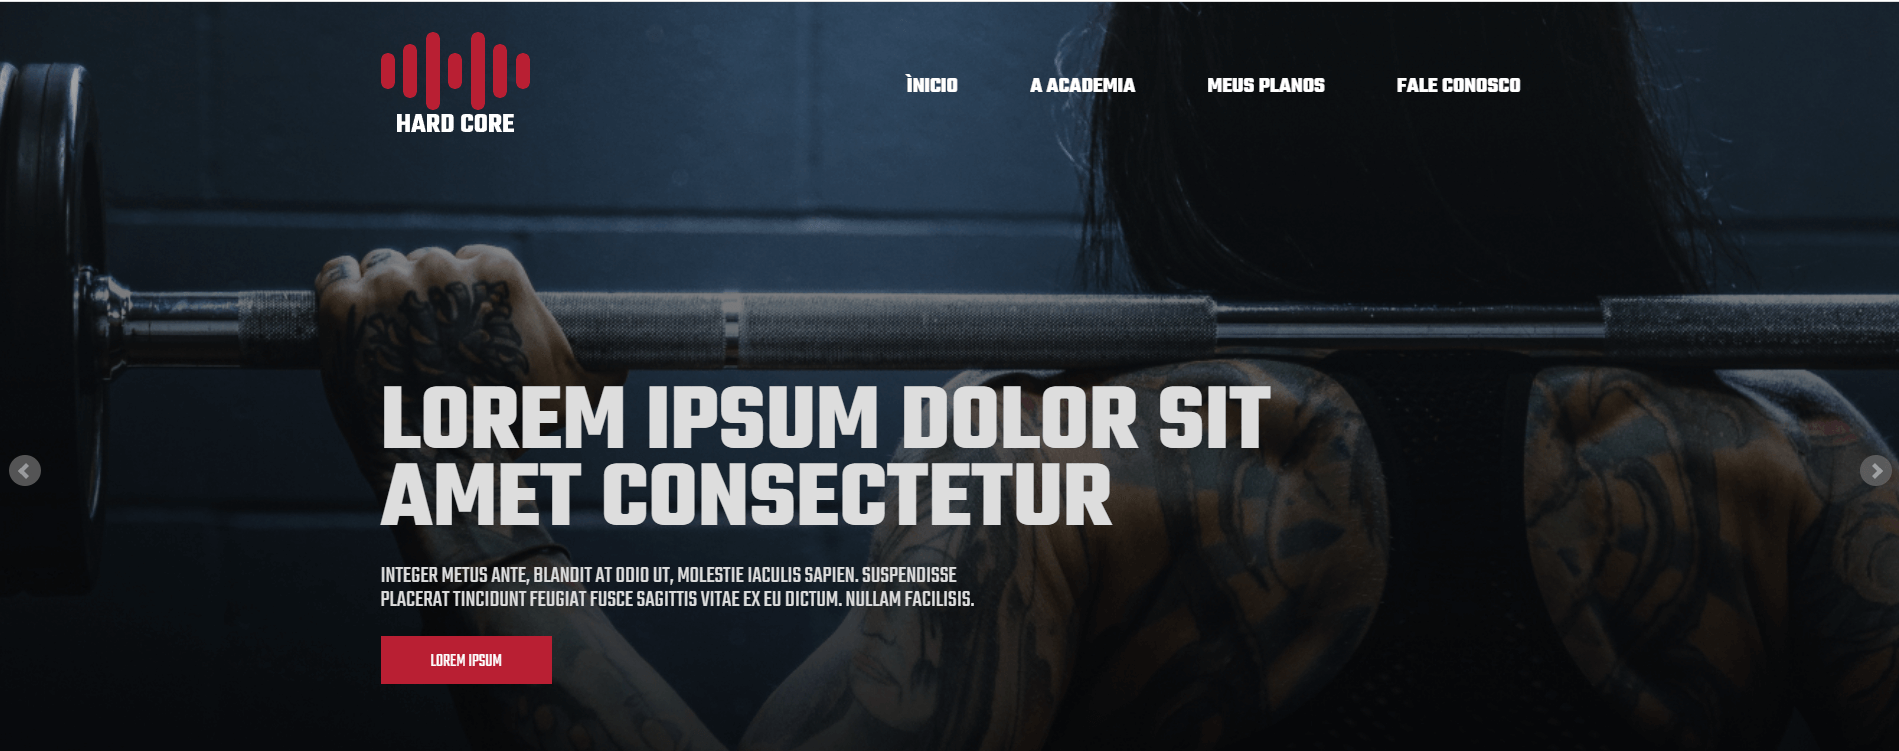 HARD CORE
ÌNICIO A ACADEMIA MEUS PLANOS FALE CONOSCO
LOREM IPSUM DOLOR SIT
AMET CONSECTETUR
INTEGER METUS ANTE, BLANDIT AT ODIO UT, MOLESTIE IACULIS SAPIEN. SUSPENDISSE
PLACERAT TINCIDUNT FEUGIAT FUSCE SAGITTIS VITAE EX EU DICTUM. NULLAM FACILISIS.
LOREM IPSUM